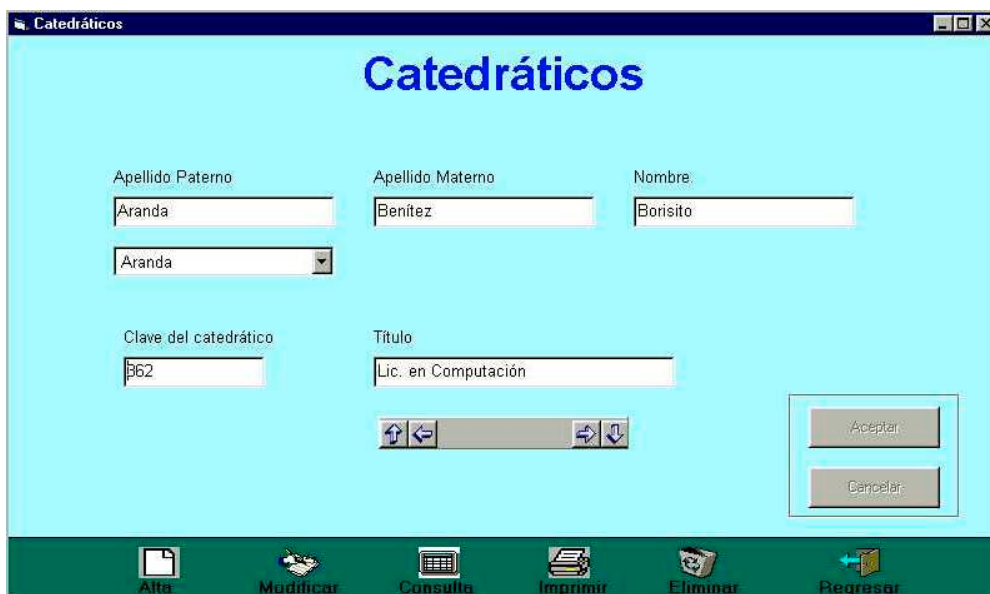 Catedráticos
Catedráticos
Apellido Paterno Apellido Materno Nombre:
Aranda Benítez Borisito
Aranda
Clave del catedrático Título
362 Lic. en Computación
Aceptar
Cancelar
Alta Modificar Consulta Imprimir Eliminar Regresar